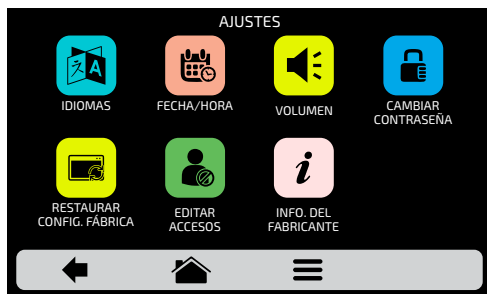 AJUSTES
IDIOMAS
FECHA/HORA
VOLUMEN
CAMBIAR
CONTRASEÑA
RESTAURAR
CONFIG. FÁBRICA
EDITAR
ACCESOS
INFO. DEL
FABRICANTE